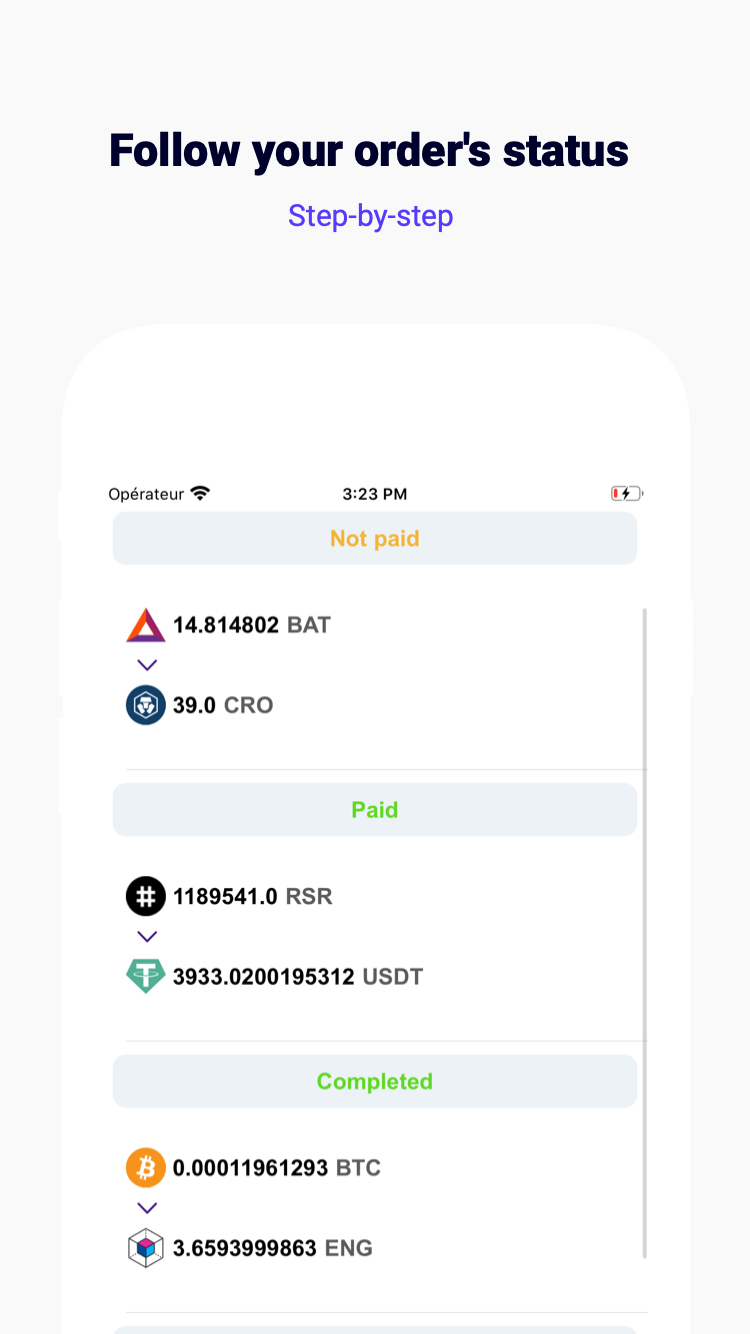 Follow your order's status
Step-by-step
Opérateur 3:23 PM
Not paid
14.814802 BAT
39.0 CRO
Paid
1189541.0 RSR
3933.0200195312 USDT
Completed
0.00011961293 BTC
3.6593999863 ENG